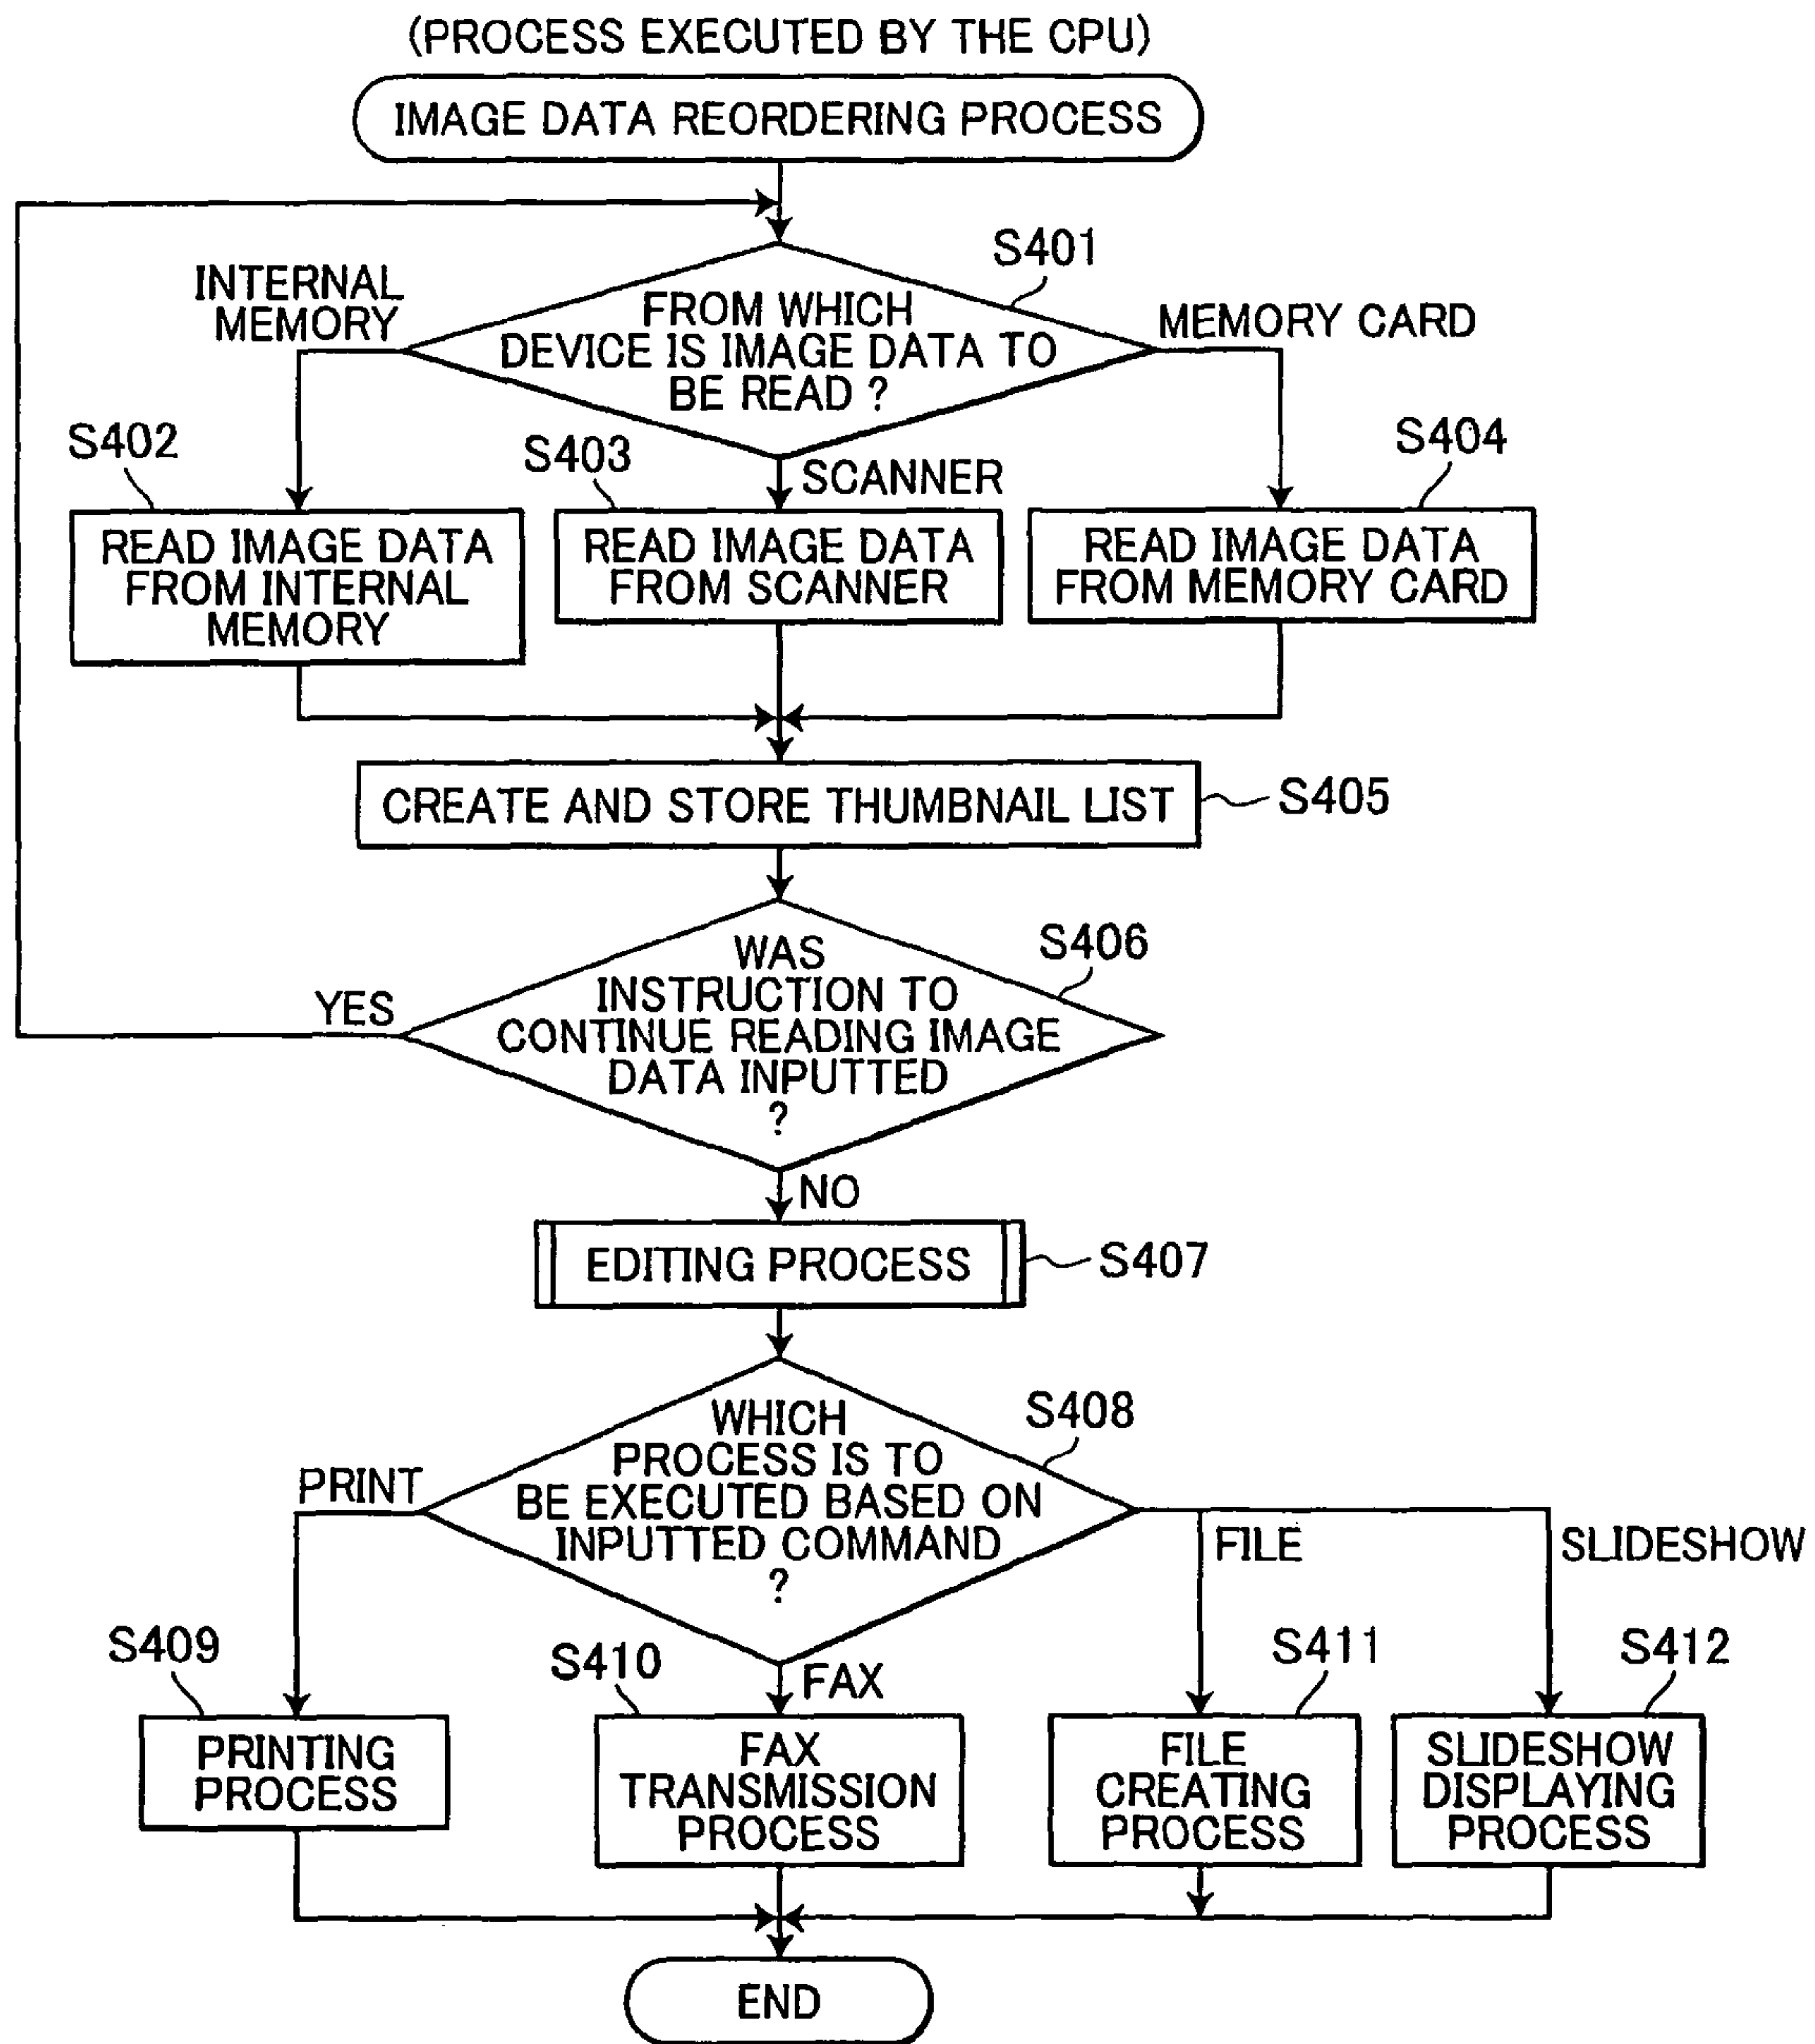 (PROCESS EXECUTED BY THE CPU)
IMAGE DATA REORDERING PROCESS
S401
INTERNAL
MEMORY
FROM WHICH
DEVICE IS IMAGE DATA TO
BE READ ?
MEMORY CARD
S402
S403
SCANNER
S404
READ IMAGE DATA
FROM INTERNAL
MEMORY
READ IMAGE DATA
FROM SCANNER
READ IMAGE DATA
FROM MEMORY CARD
CREATE AND STORE THUMBNAIL LIST
S405
S406
WAS
INSTRUCTION TO
CONTINUE READING IMAGE
DATA INPUTTED
?
YES
NO
EDITING PROCESS
S407
S408
WHICH
PROCESS IS TO
BE EXECUTED BASED ON
INPUTTED COMMAND
?
PRINT
FILE
SLIDESHOW
S409
S410
FAX
S411
S412
PRINTING
PROCESS
FAX
TRANSMISSION
PROCESS
FILE
CREATING
PROCESS
SLIDESHOW
DISPLAYING
PROCESS
END